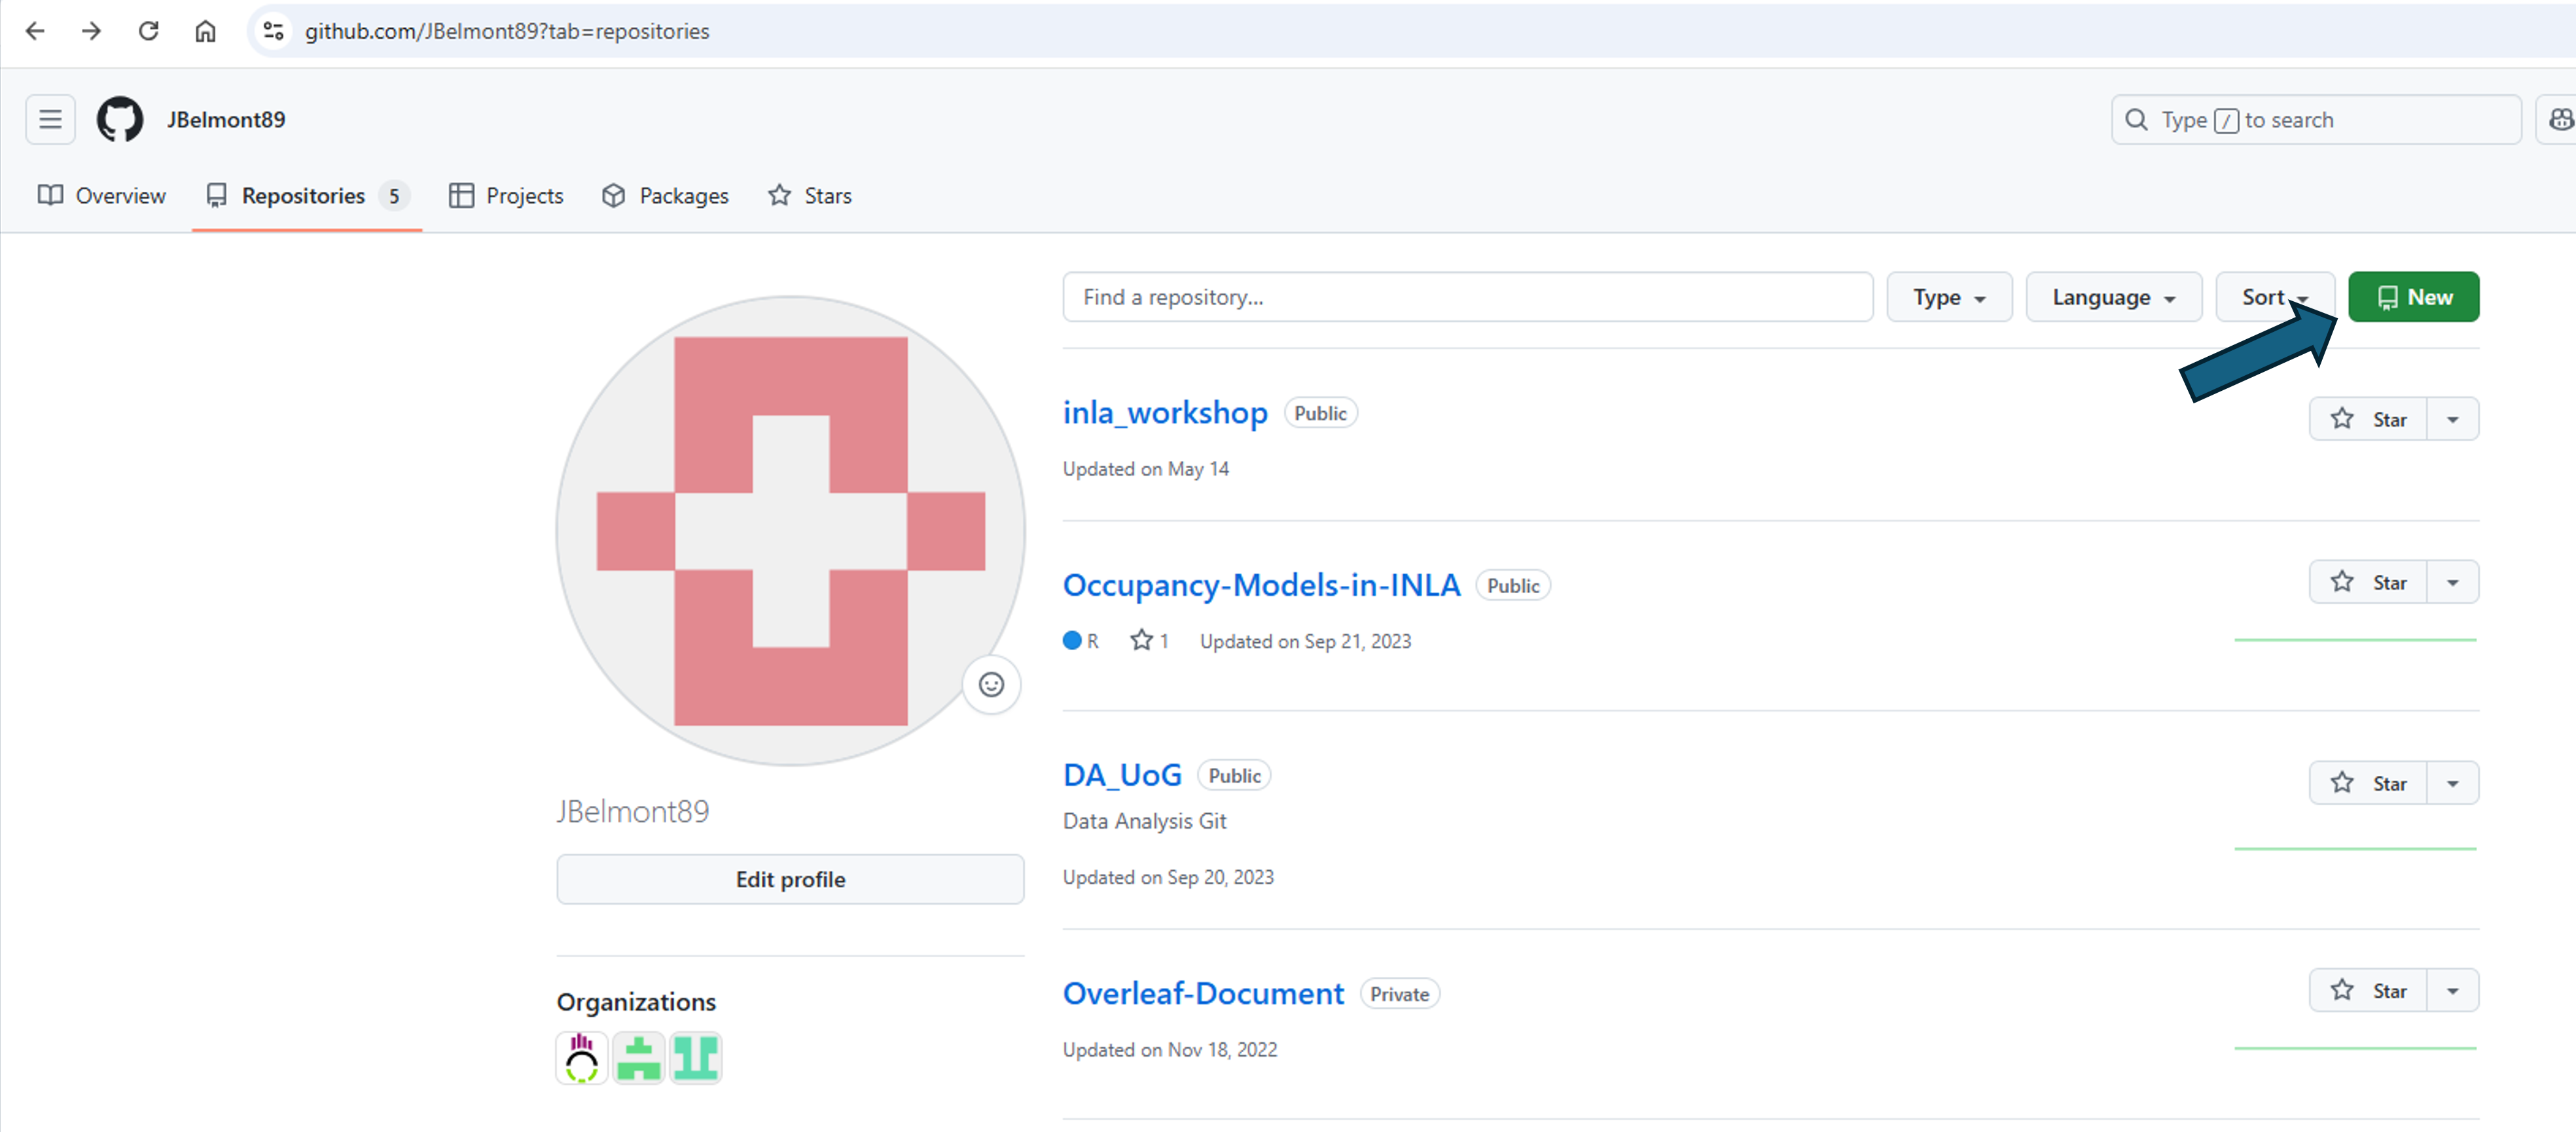 github.com/JBelmont89?tab=repositories
JBelmont89
Type / to search
Overview
Repositories 5
Projects
Packages
Stars
Find a repository...
Type
Language
Sort
New
inla_workshop Public
Star
Updated on May 14
Occupancy-Models-in-INLA Public
Star
R 1 Updated on Sep 21, 2023
DA_UoG Public
Star
Data Analysis Git
Updated on Sep 20, 2023
Overleaf-Document Private
Star
Updated on Nov 18, 2022
JBelmont89
Edit profile
Organizations